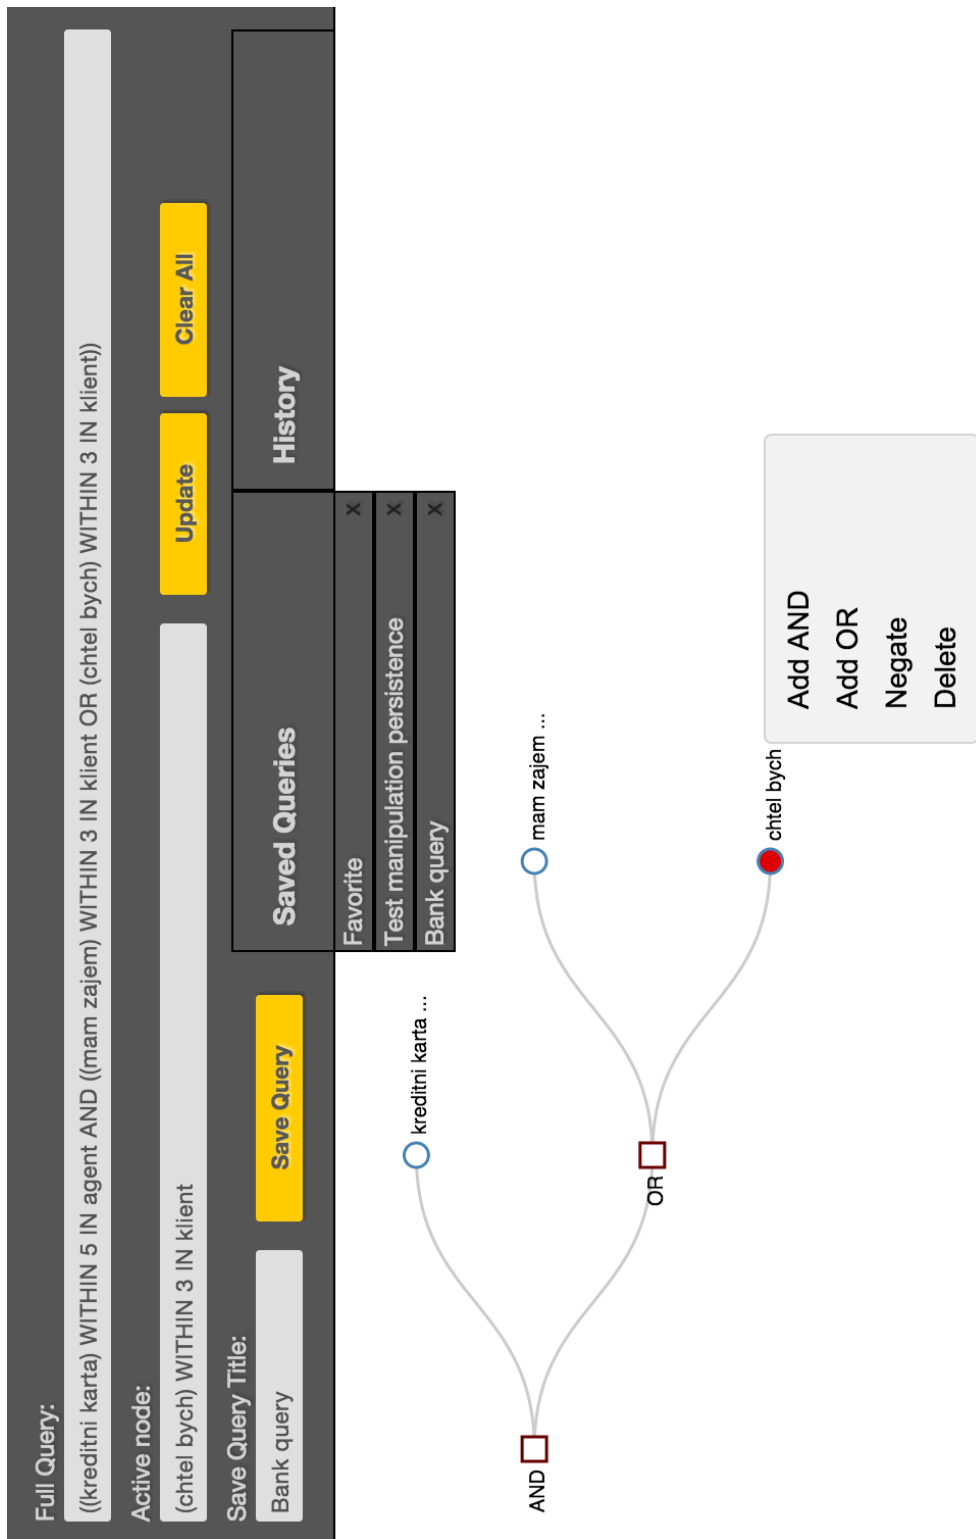 Full Query:
((kreditni karta) WITHIN 5 IN agent AND ((mam zajem) WITHIN 3 IN klient OR (chtel bych) WITHIN 3 IN klient))
Active node:
(chtel bych) WITHIN 3 IN klient
Update
Clear All
Save Query Title:
Bank query
Save Query
Saved Queries
History
Favorite
x
Test manipulation persistence
x
Bank query
x
kreditni karta ...
AND
mam zajem ...
OR
chtel bych
Add AND
Add OR
Negate
Delete